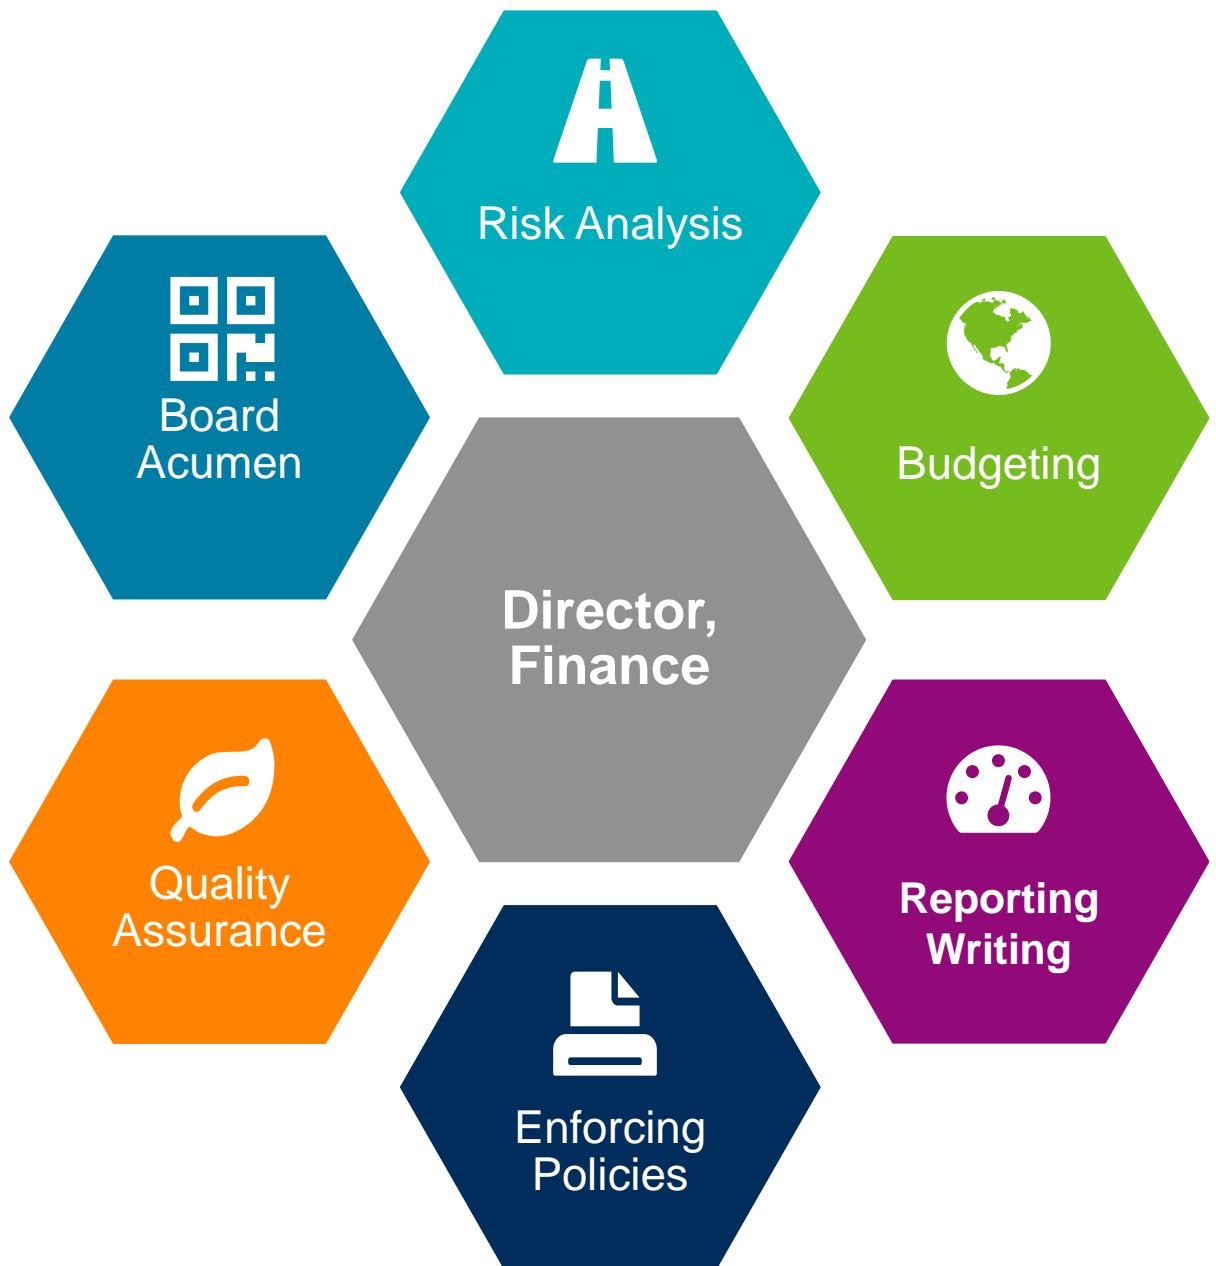 Risk Analysis
Board
Acumen
Budgeting
Director,
Finance
Quality
Assurance
Reporting
Writing
Enforcing
Policies